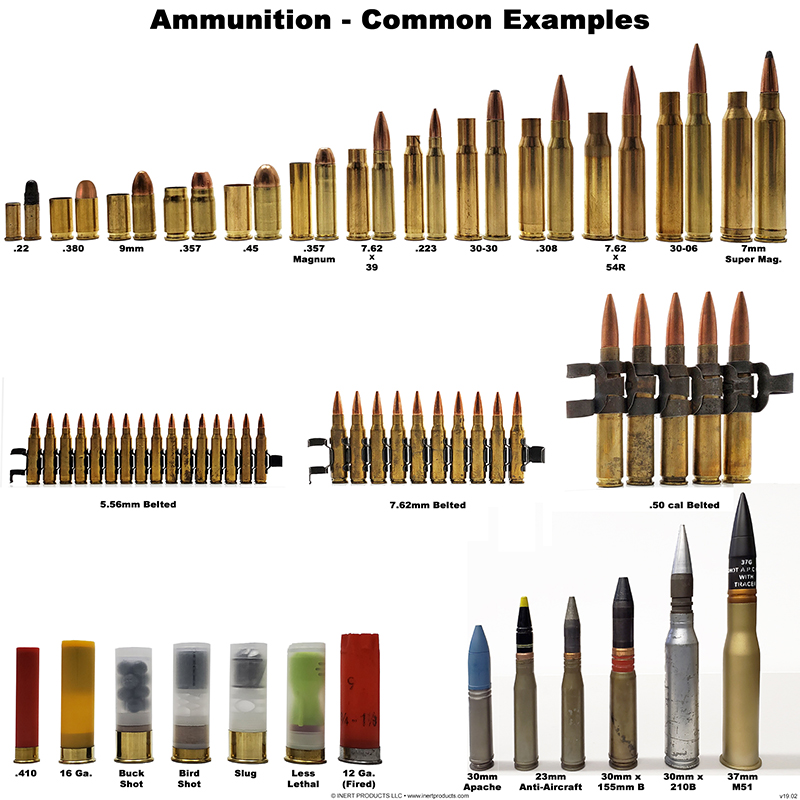 Ammunition - Common Examples
.22 .380 9mm .357 .45 .357 7.62 .223 30-30 .308 7.62 30-06 7mm
Magnum x x Super Mag.
39 54R
5.56mm Belted 7.62mm Belted .50 cal Belted
37G
WITH
TRACER
9
.410 16 Ga. Buck Bird Slug Less 12 Ga. 30mm 23mm 30mm x 30mm x 37mm
Shot Shot Lethal (Fired) Apache Anti-Aircraft 155mm B 210B M51
© INERT PRODUCTS LLC • www.inertproducts.com v19.02